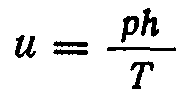 u = ph / T